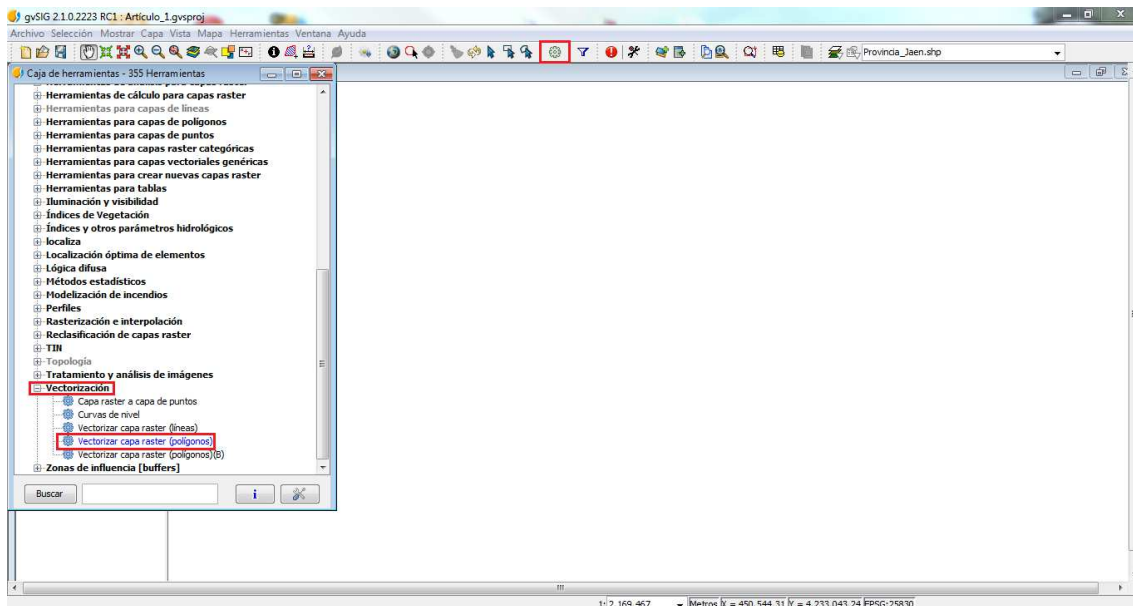 gvSIG 2.1.0.2223 RC1 : Artículo_1.gvsproj
Archivo Selección Mostrar Capa Vista Mapa Herramientas Ventana Ayuda
Provincia_Jaen.shp
Caja de herramientas - 355 Herramientas
Herramientas de análisis para capas raster
Herramientas de cálculo para capas raster
Herramientas para capas de líneas
Herramientas para capas de polígonos
Herramientas para capas de puntos
Herramientas para capas raster categóricas
Herramientas para capas vectoriales genéricas
Herramientas para crear nuevas capas raster
Herramientas para tablas
Iluminación y visibilidad
Índices de Vegetación
Índices y otros parámetros hidrológicos
localiza
Localización óptima de elementos
Lógica difusa
Métodos estadísticos
Modelización de incendios
Perfiles
Rasterización e interpolación
Reclasificación de capas raster
TIN
Topología
Tratamiento y análisis de imágenes
Vectorización
Capa raster a capa de puntos
Curvas de nivel
Vectorizar capa raster (líneas)
Vectorizar capa raster (polígonos)
Vectorizar capa raster (polígonos)(B)
Zonas de influencia [buffers]
Buscar
1: 2.169.467 Metros X = 450.544,31 Y = 4.233.043,24 EPSG:25830